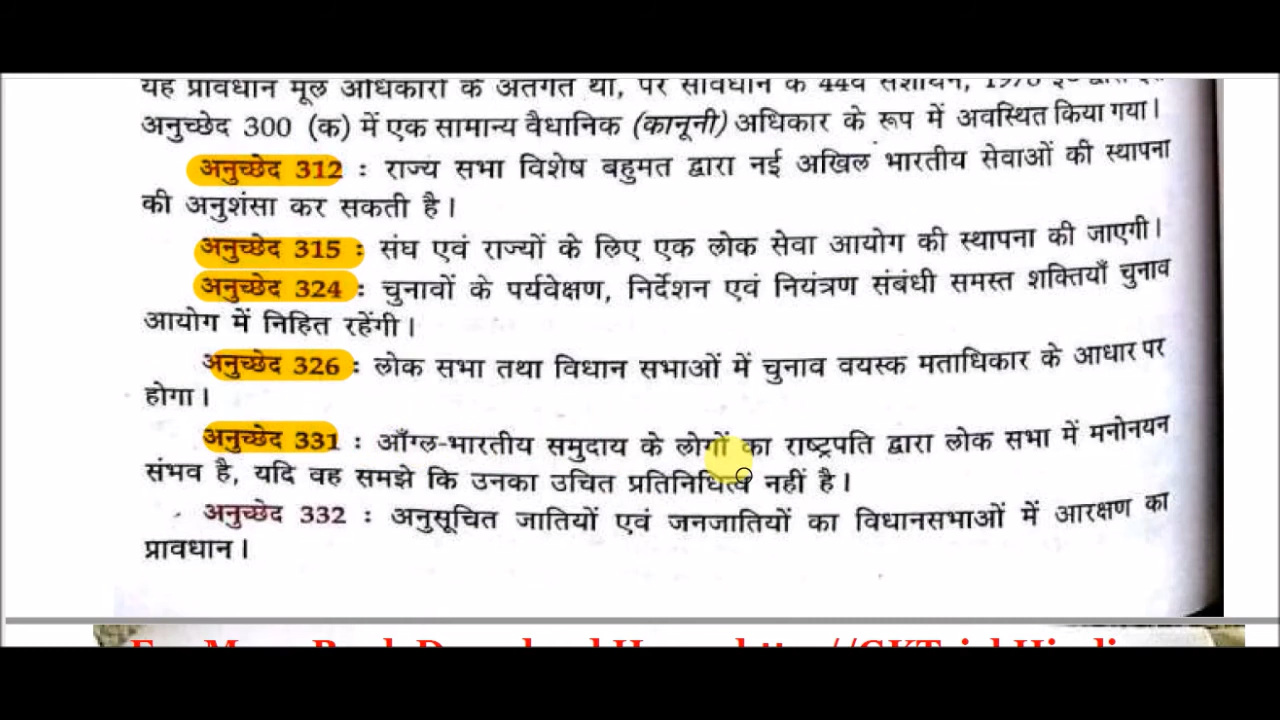 यह प्रावधान मूल अधिकारों के अंतर्गत था, पर संविधान के 44वें संशोधन, 1978 ई० द्वारा इसे
अनुच्छेद 300 (क) में एक सामान्य वैधानिक (कानूनी) अधिकार के रूप में अवस्थित किया गया।
अनुच्छेद 312 : राज्य सभा विशेष बहुमत द्वारा नई अखिल भारतीय सेवाओं की स्थापना
की अनुशंसा कर सकती है।
अनुच्छेद 315 : संघ एवं राज्यों के लिए एक लोक सेवा आयोग की स्थापना की जाएगी।
अनुच्छेद 324 : चुनावों के पर्यवेक्षण, निर्देशन एवं नियंत्रण संबंधी समस्त शक्तियाँ चुनाव
आयोग में निहित रहेंगी।
अनुच्छेद 326 : लोक सभा तथा विधान सभाओं में चुनाव वयस्क मताधिकार के आधार पर
होगा।
अनुच्छेद 331 : आँग्ल-भारतीय समुदाय के लोगों का राष्ट्रपति द्वारा लोक सभा में मनोनयन
संभव है, यदि वह समझे कि उनका उचित प्रतिनिधित्व नहीं है।
अनुच्छेद 332 : अनुसूचित जातियों एवं जनजातियों का विधानसभाओं में आरक्षण का
प्रावधान।